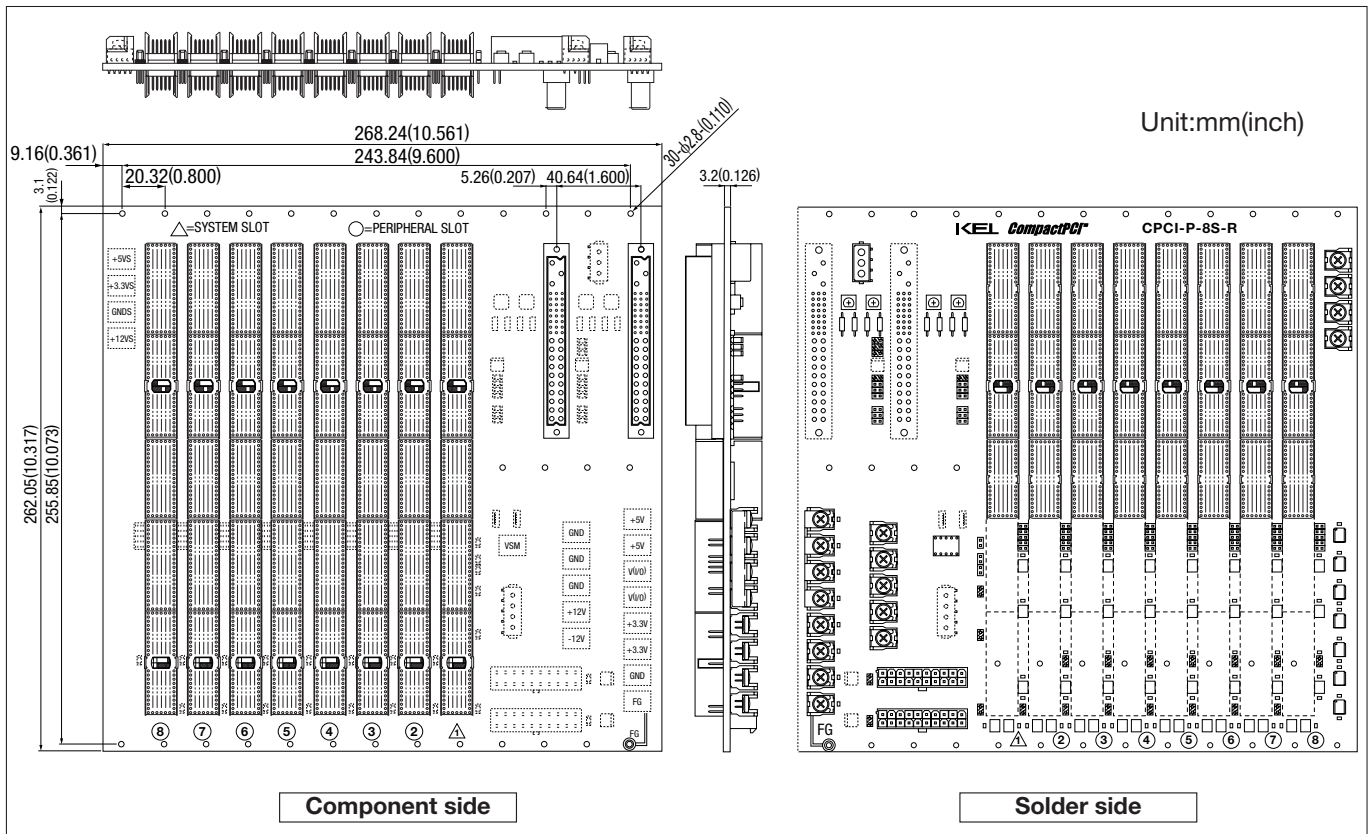 Unit:mm(inch)
268.24(10.561)
9.16(0.361)
243.84(9.600)
30-ϕ2.8-(0.110)
3.1
(0.122)
20.32(0.800)
5.26(0.207)
40.64(1.600)
3.2(0.126)
262.05(10.317)
255.85(10.073)
△=SYSTEM SLOT
○=PERIPHERAL SLOT
+5VS
+3.3VS
GNDS
+12VS
VSM
GND
GND
GND
+12V
-12V
+5V
+5V
V(I/O)
V(I/O)
+3.3V
+3.3V
GND
FG
FG
8 7 6 5 4 3 2 1
Component side
KEL CompactPCI™ CPCI-P-8S-R
FG
1 2 3 4 5 6 7 8
Solder side